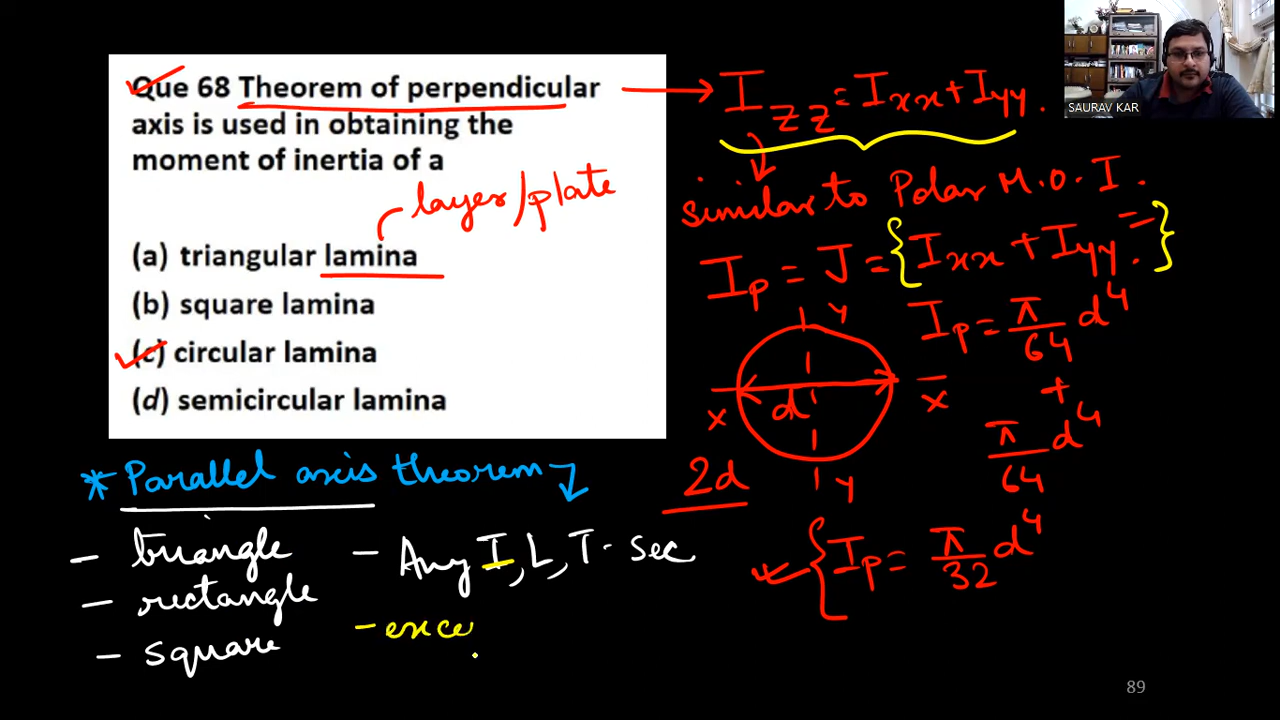 Que 68 Theorem of perpendicular
axis is used in obtaining the
moment of inertia of a
layer/plate
(a) triangular lamina
(b) square lamina
(c) circular lamina
(d) semicircular lamina
I zz = Ixx + Iyy.
similar to Polar M.O.I.
Ip = J = {Ixx + Iyy.}
Ip = π/64 d⁴
+
π/64 d⁴
y
x
d
x
y
2d
{ Ip = π/32 d⁴
* Parallel axis theorem
- triangle
- rectangle
- square
- Any I, L, T- sec
- exce
SAURAV KAR
89